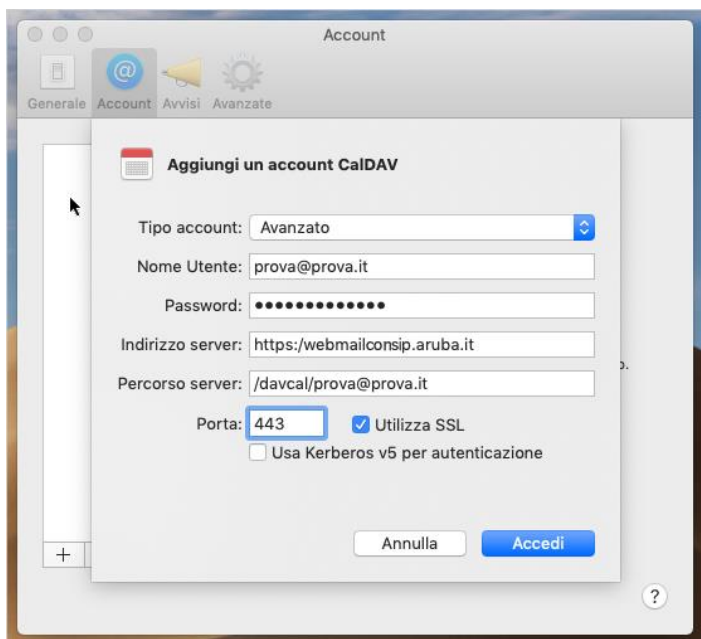 Account
Generale Account Avvisi Avanzate
Aggiungi un account CalDAV
Tipo account: Avanzato
Nome Utente: prova@prova.it
Password: •••••••••••••
Indirizzo server: https:/webmailconsip.aruba.it
Percorso server: /davcal/prova@prova.it
Porta: 443 Utilizza SSL
Usa Kerberos v5 per autenticazione
Annulla Accedi
+
?